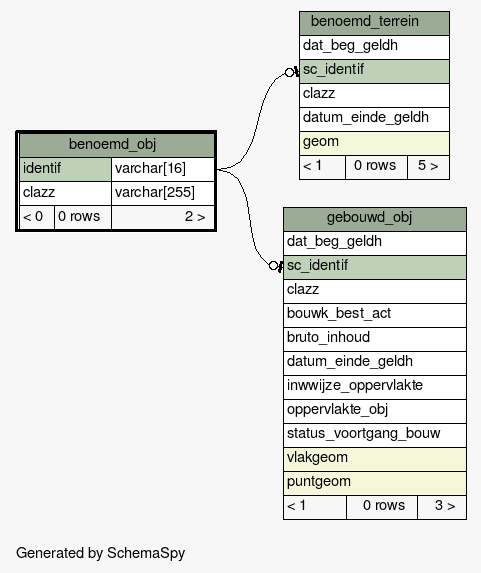 benoemd_terrein
dat_beg_geldh
sc_identif
clazz
datum_einde_geldh
geom
< 1 0 rows 5 >
benoemd_obj
identif varchar[16]
clazz varchar[255]
< 0 0 rows 2 >
gebouwd_obj
dat_beg_geldh
sc_identif
clazz
bouwk_best_act
bruto_inhoud
datum_einde_geldh
inwwijze_oppervlakte
oppervlakte_obj
status_voortgang_bouw
vlakgeom
puntgeom
< 1 0 rows 3 >
Generated by SchemaSpy